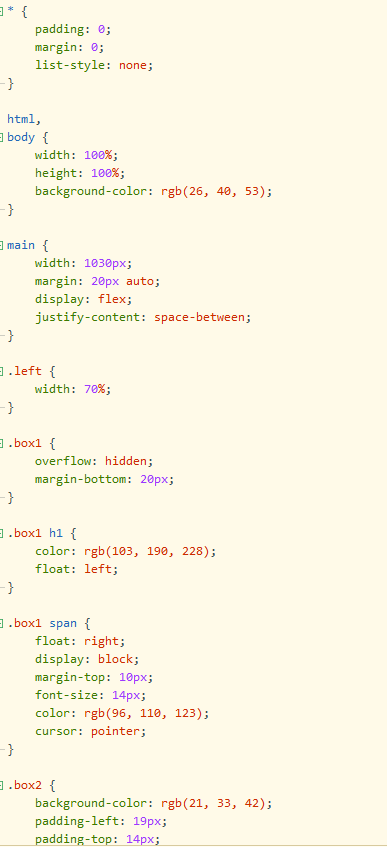 * {
    padding: 0;
    margin: 0;
    list-style: none;
}

html,
body {
    width: 100%;
    height: 100%;
    background-color: rgb(26, 40, 53);
}

main {
    width: 1030px;
    margin: 20px auto;
    display: flex;
    justify-content: space-between;
}

.left {
    width: 70%;
}

.box1 {
    overflow: hidden;
    margin-bottom: 20px;
}

.box1 h1 {
    color: rgb(103, 190, 228);
    float: left;
}

.box1 span {
    float: right;
    display: block;
    margin-top: 10px;
    font-size: 14px;
    color: rgb(96, 110, 123);
    cursor: pointer;
}

.box2 {
    background-color: rgb(21, 33, 42);
    padding-left: 19px;
    padding-top: 14px;